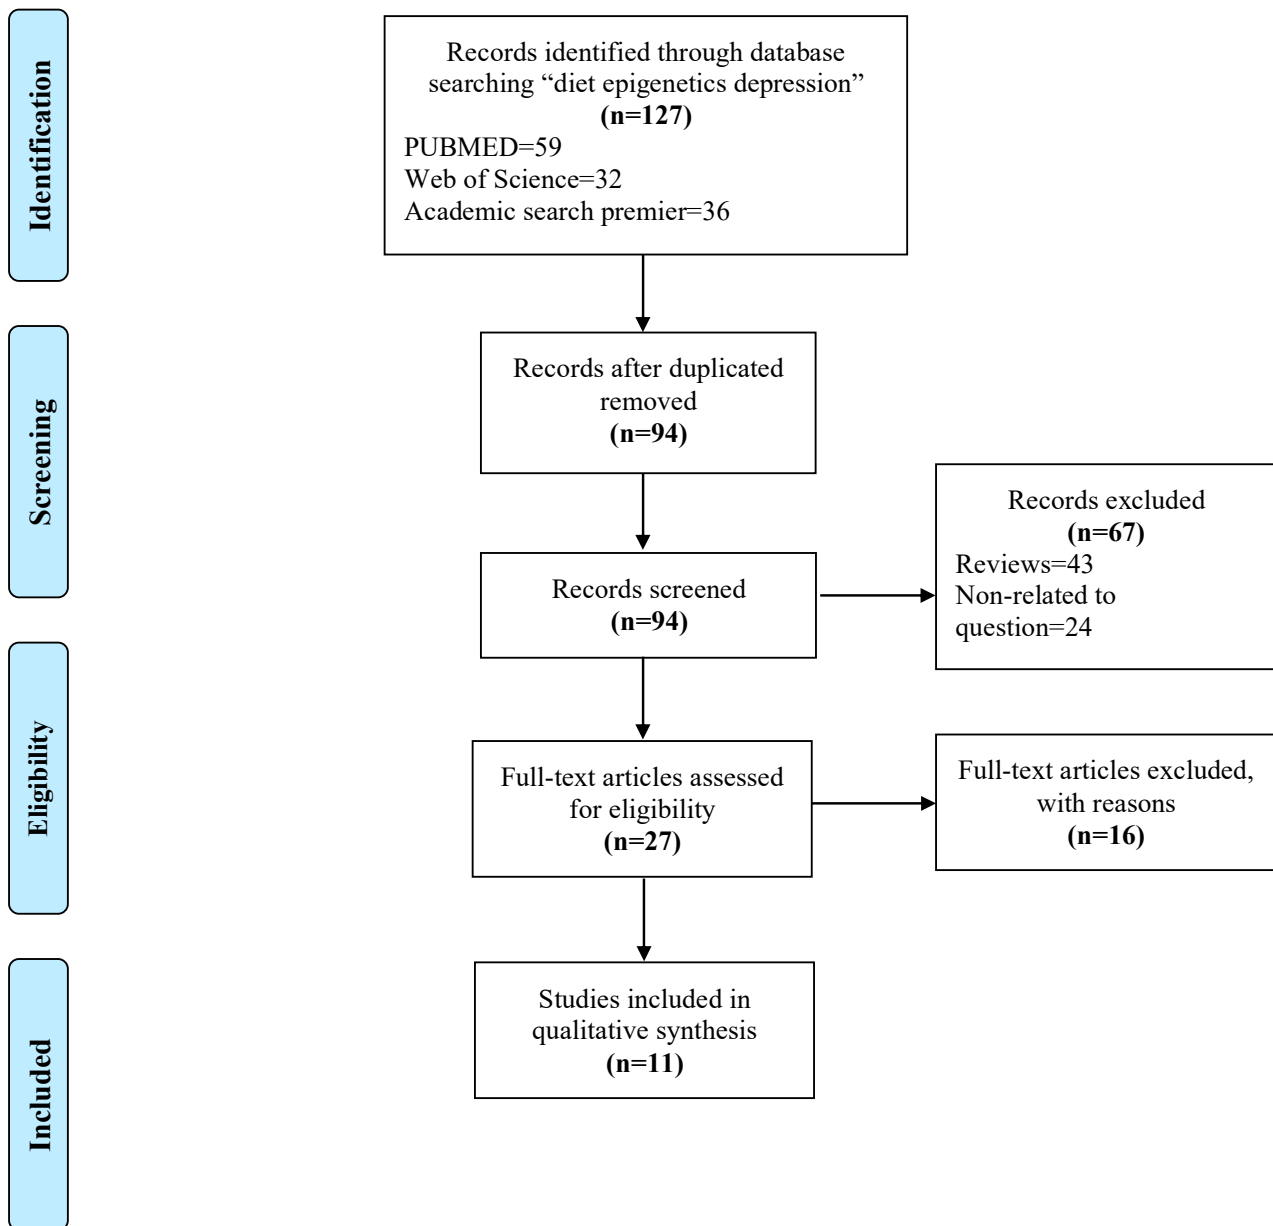 Identification
Records identified through database
searching “diet epigenetics depression”
(n=127)
PUBMED=59
Web of Science=32
Academic search premier=36
Screening
Records after duplicated
removed
(n=94)
Records screened
(n=94)
Records excluded
(n=67)
Reviews=43
Non-related to
question=24
Eligibility
Full-text articles assessed
for eligibility
(n=27)
Full-text articles excluded,
with reasons
(n=16)
Included
Studies included in
qualitative synthesis
(n=11)